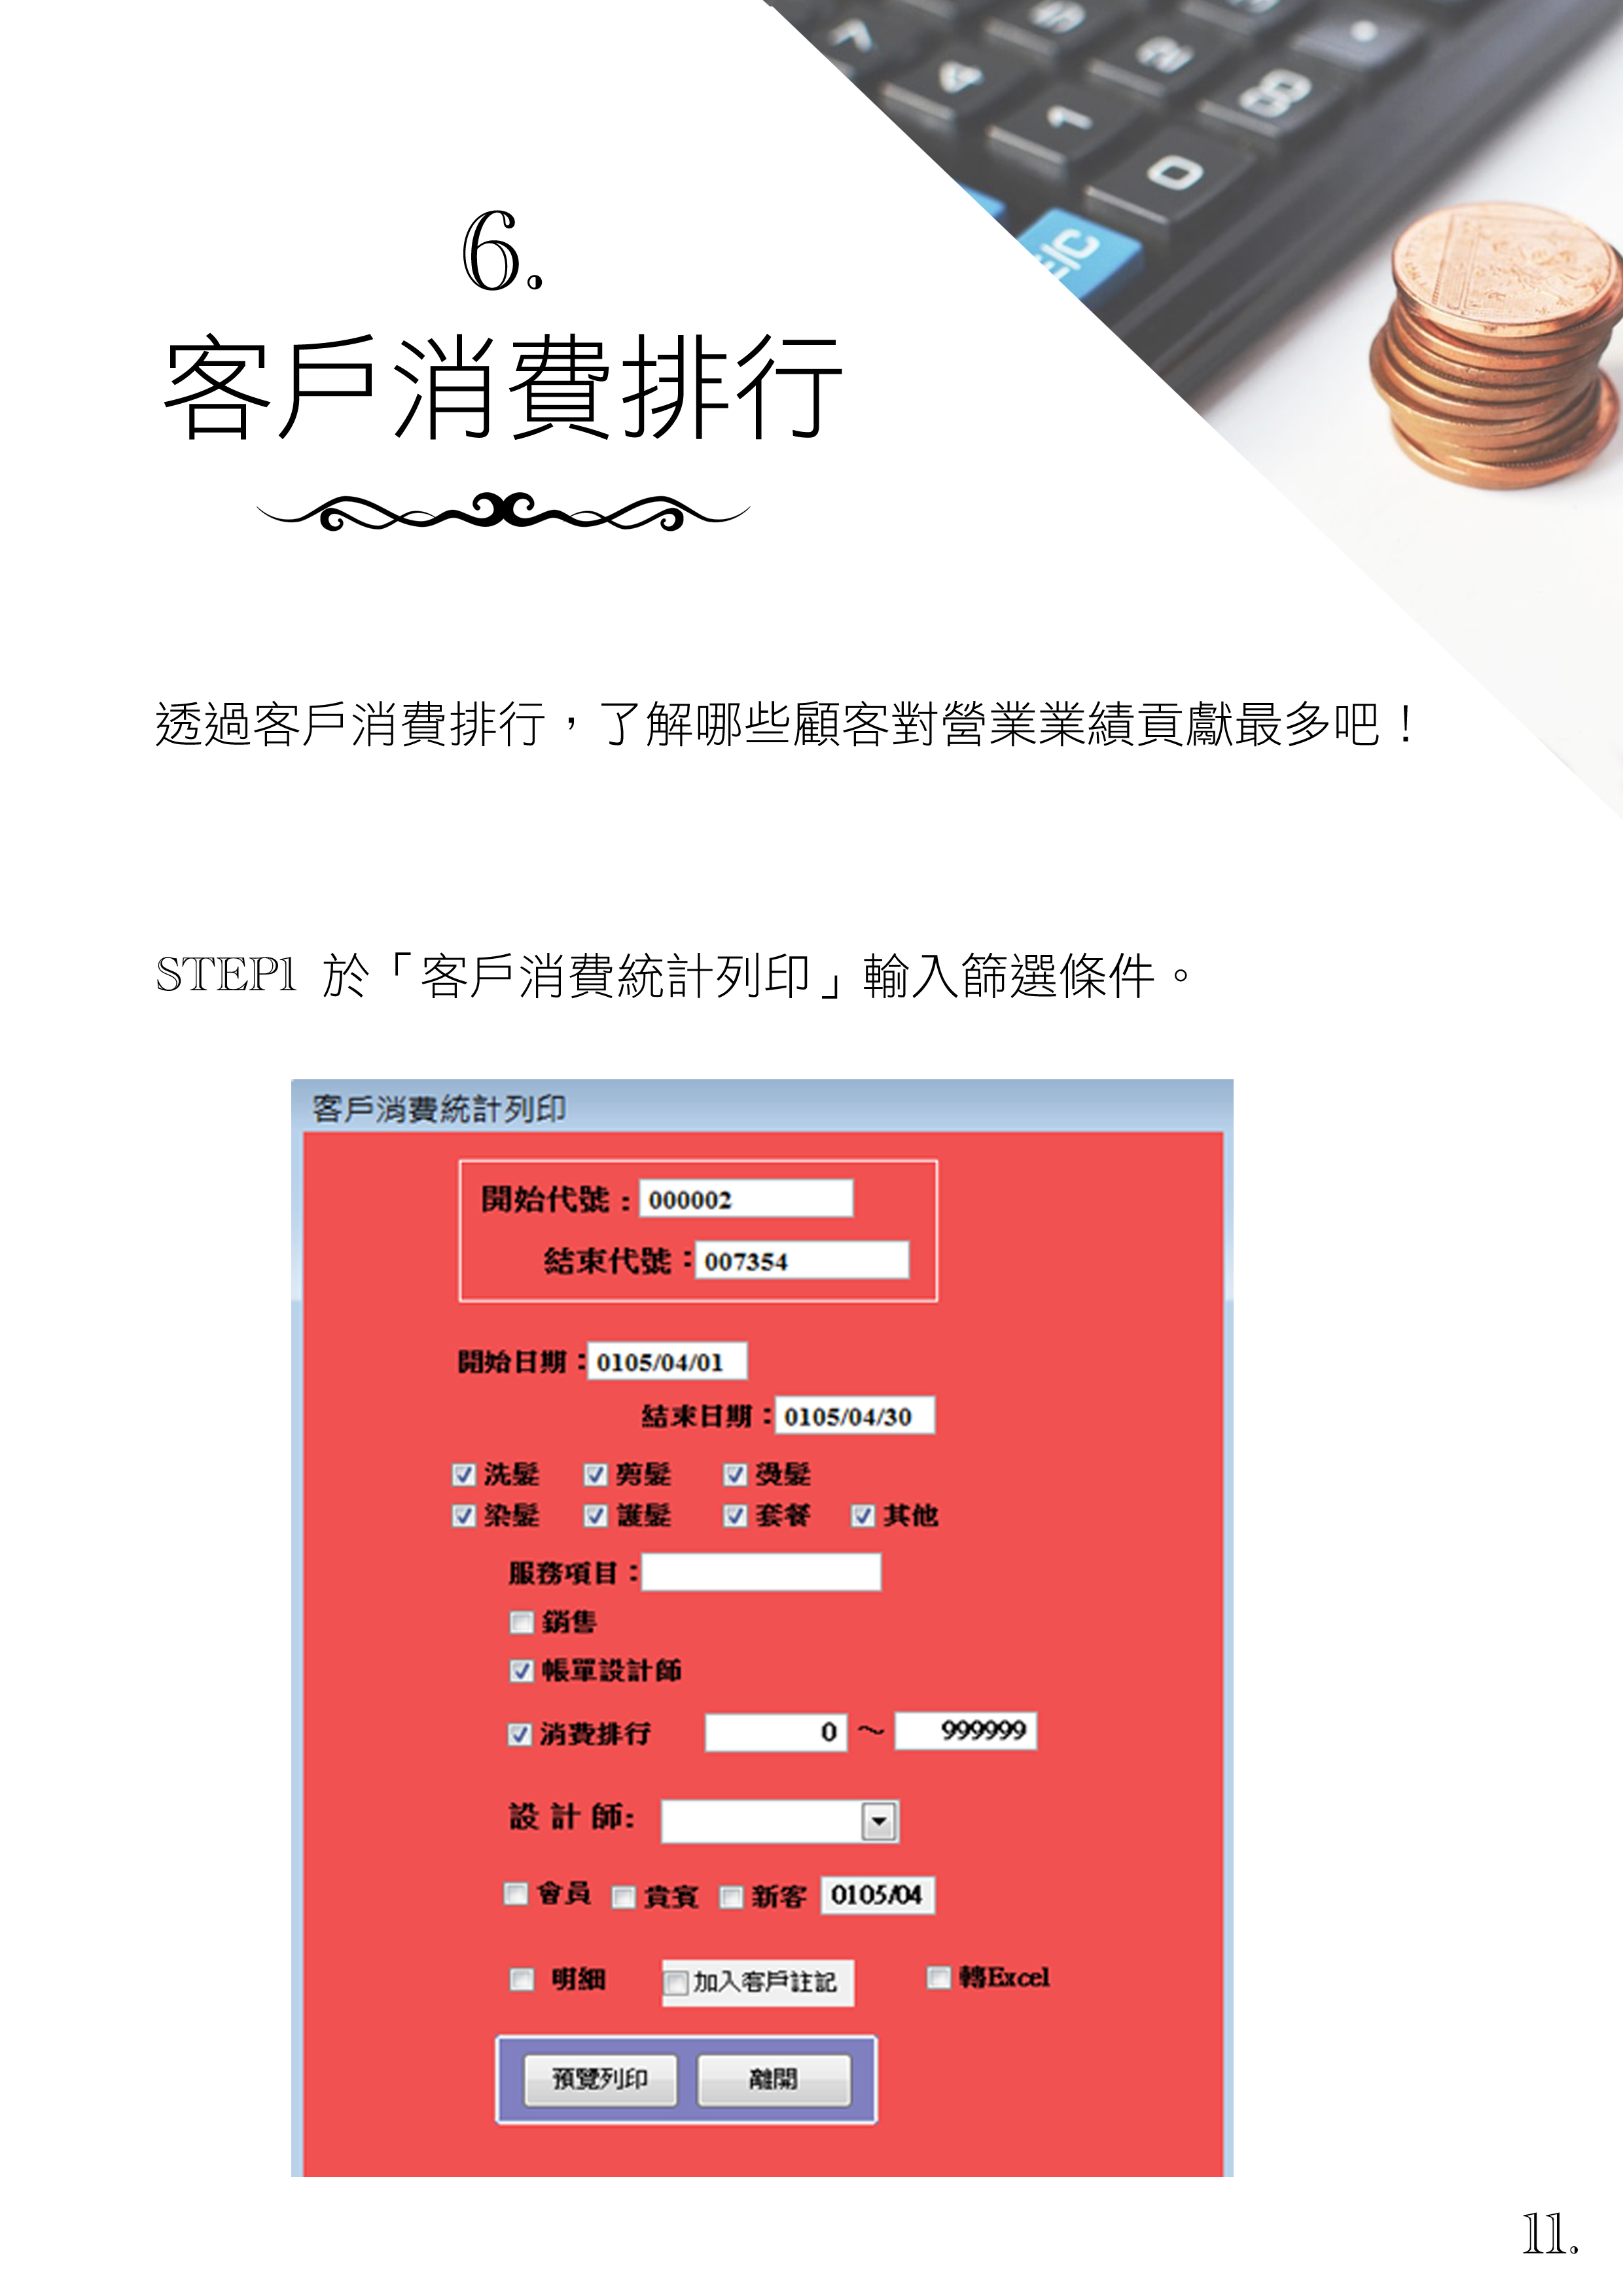 6.
客戶消費排行
透過客戶消費排行，了解哪些顧客對營業業績貢獻最多吧！
STEP1 於「客戶消費統計列印」輸入篩選條件。
客戶消費統計列印
開始代號：000002
結束代號：007354
開始日期：0105/04/01
結束日期：0105/04/30
洗髮 剪髮 燙髮
染髮 護髮 套餐 其他
服務項目：
銷售
帳單設計師
消費排行 0 ～ 999999
設計師:
會員 貴賓 新客 0105/04
明細 加入客戶註記 轉Excel
預覽列印 離開
11.